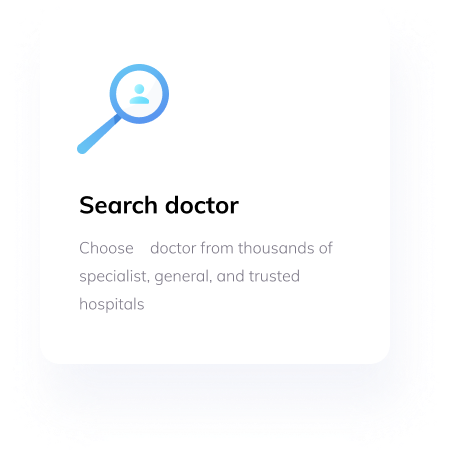 Search doctor
Choose doctor from thousands of
specialist, general, and trusted
hospitals